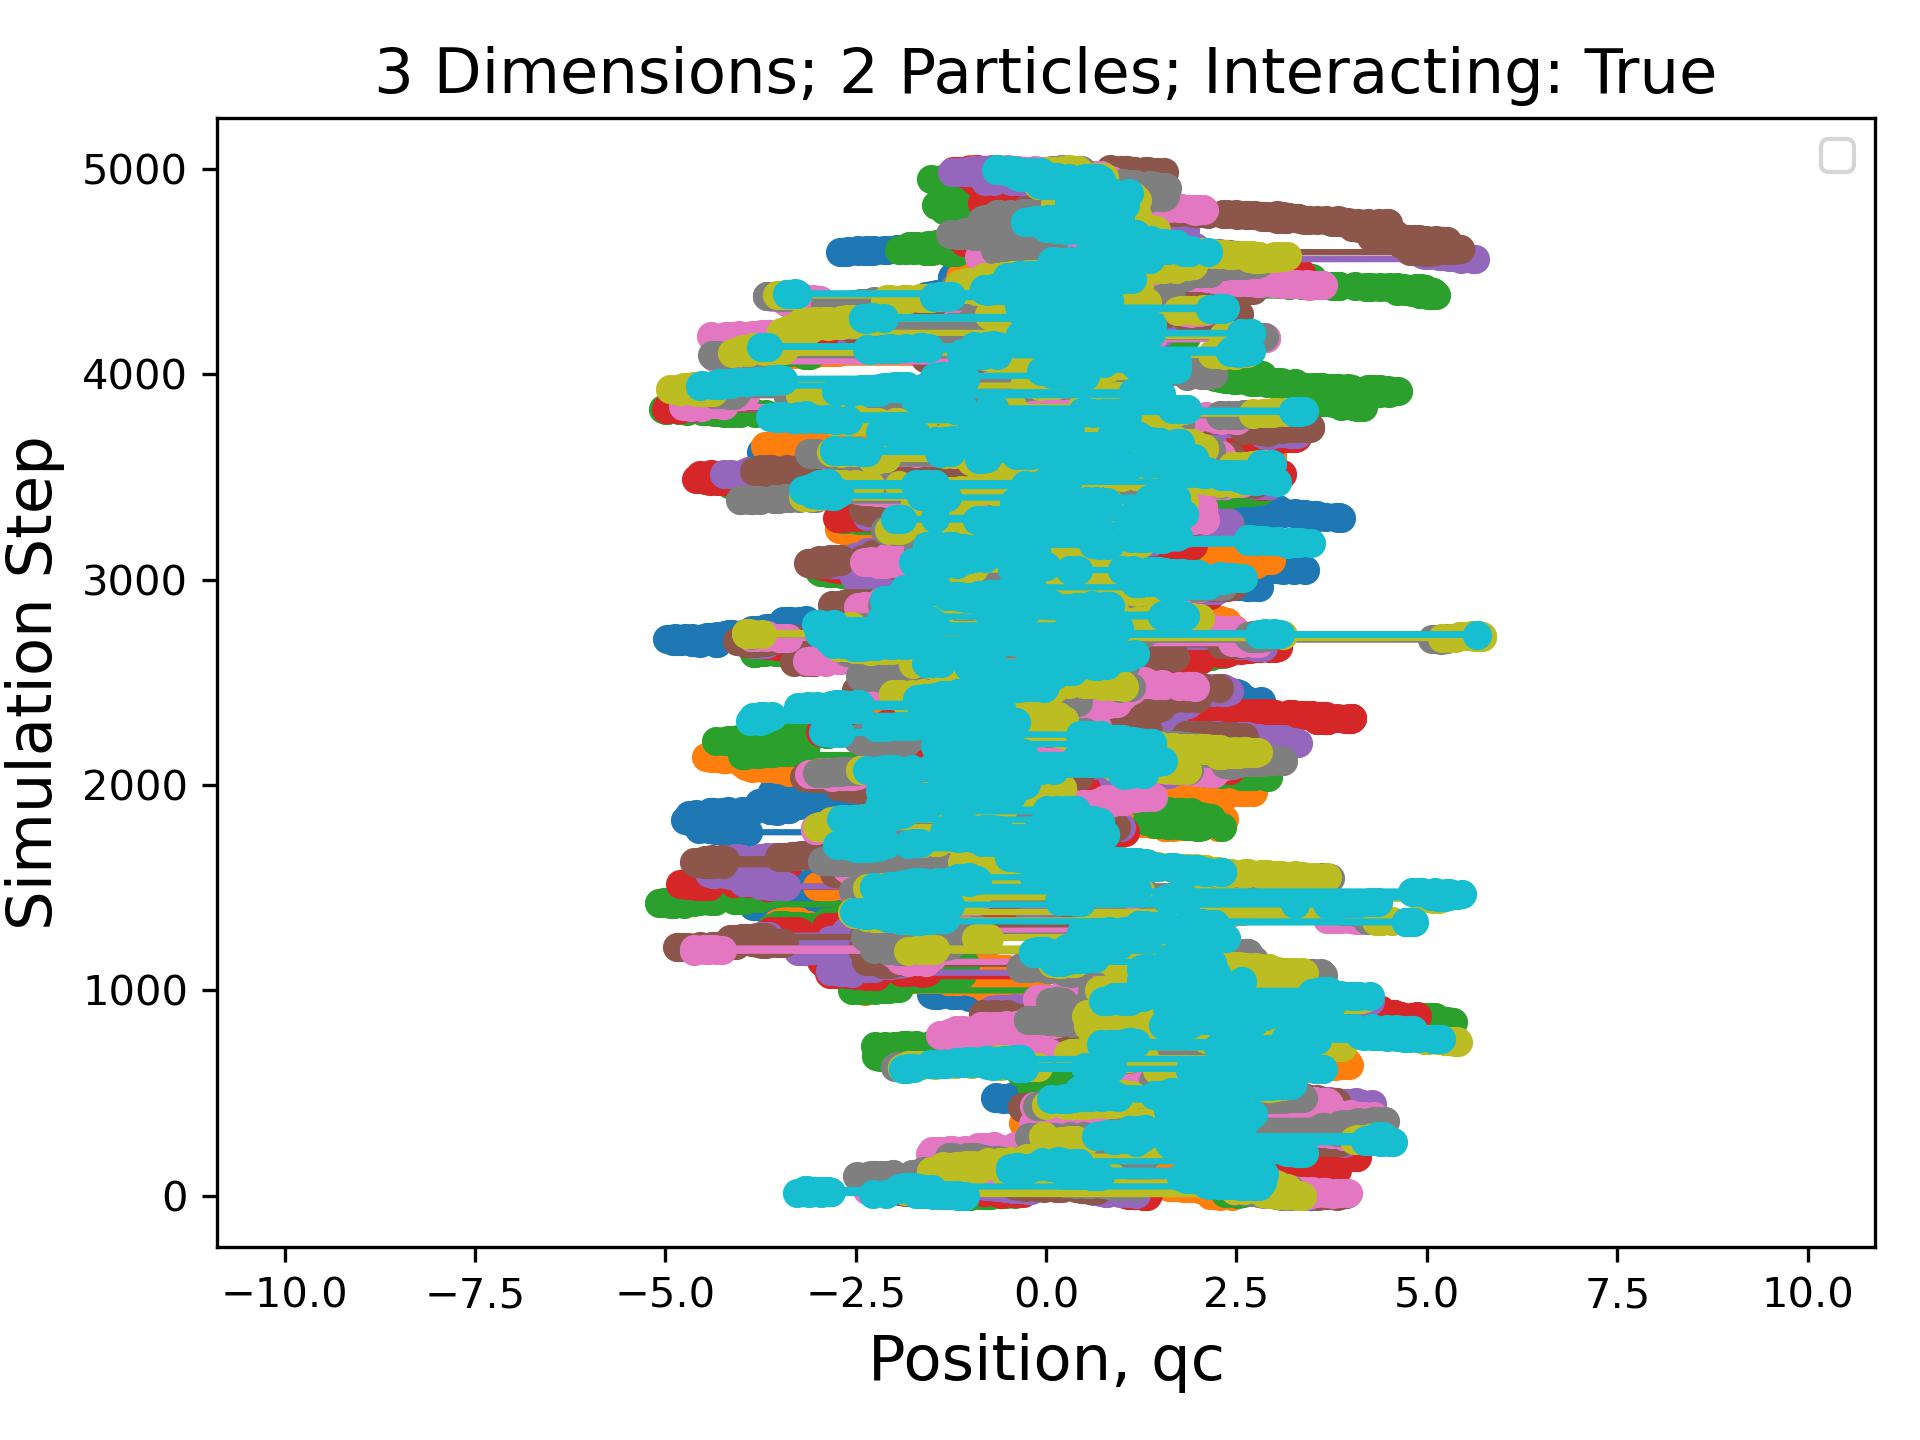 3 Dimensions; 2 Particles; Interacting: True
Simulation Step
5000
4000
3000
2000
1000
0
−10.0 −7.5 −5.0 −2.5 0.0 2.5 5.0 7.5 10.0
Position, qc